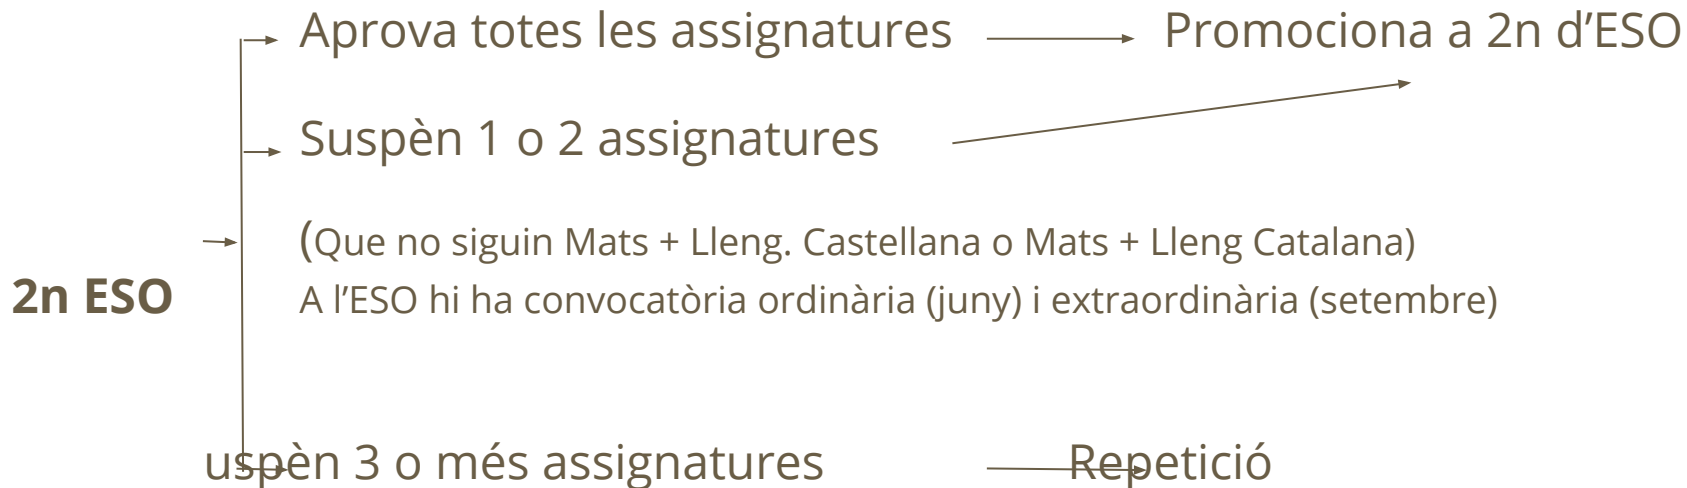 Aprova totes les assignatures
Promociona a 2n d’ESO
Suspèn 1 o 2 assignatures
(Que no siguin Mats + Lleng. Castellana o Mats + Lleng Catalana)
2n ESO
A l’ESO hi ha convocatòria ordinària (juny) i extraordinària (setembre)
uspèn 3 o més assignatures
Repetició